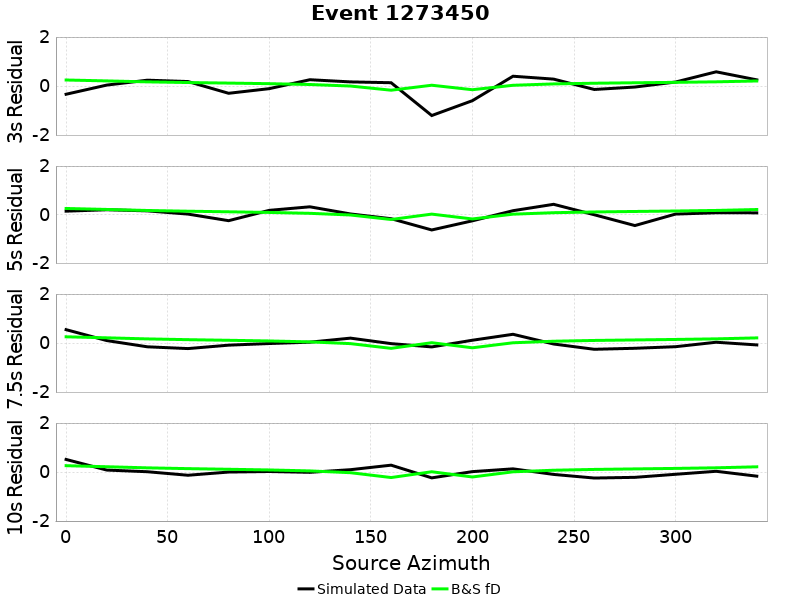 Event 1273450
3s Residual
2
0
-2
5s Residual
2
0
-2
7.5s Residual
2
0
-2
10s Residual
2
0
-2
0 50 100 150 200 250 300
Source Azimuth
Simulated Data B&S fD